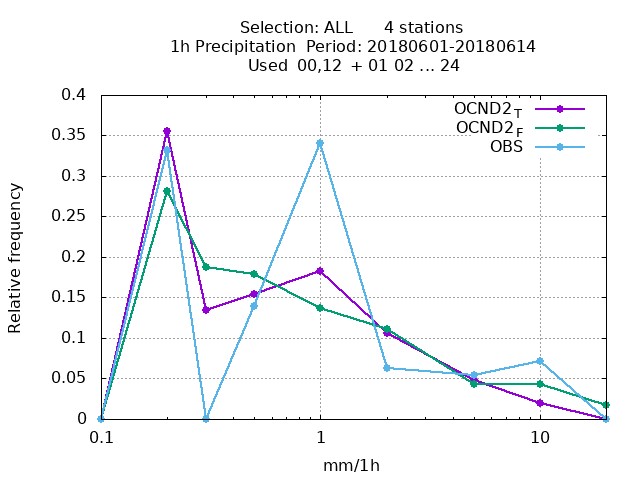 Selection: ALL 4 stations
1h Precipitation Period: 20180601-20180614
Used 00,12 + 01 02 ... 24
OCND2 T
OCND2 F
OBS
0.4
0.35
0.3
0.25
0.2
0.15
0.1
0.05
0
Relative frequency
0.1 1 10
mm/1h